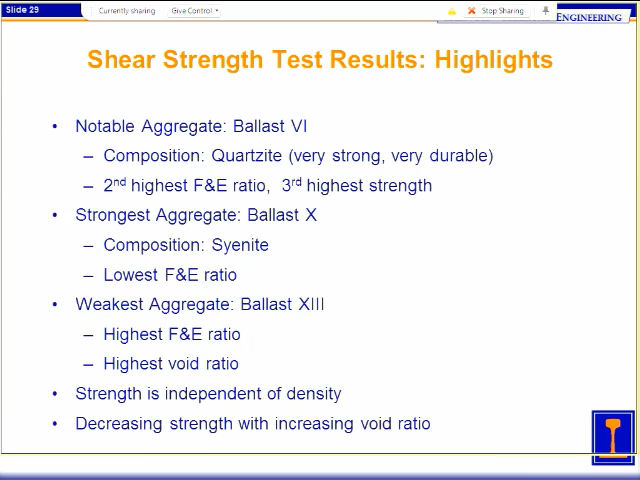 Slide 29
Currently sharing
Give Control
Stop Sharing
ENGINEERING
Shear Strength Test Results: Highlights
• Notable Aggregate: Ballast VI
– Composition: Quartzite (very strong, very durable)
– 2nd highest F&E ratio, 3rd highest strength
• Strongest Aggregate: Ballast X
– Composition: Syenite
– Lowest F&E ratio
• Weakest Aggregate: Ballast XIII
– Highest F&E ratio
– Highest void ratio
• Strength is independent of density
• Decreasing strength with increasing void ratio